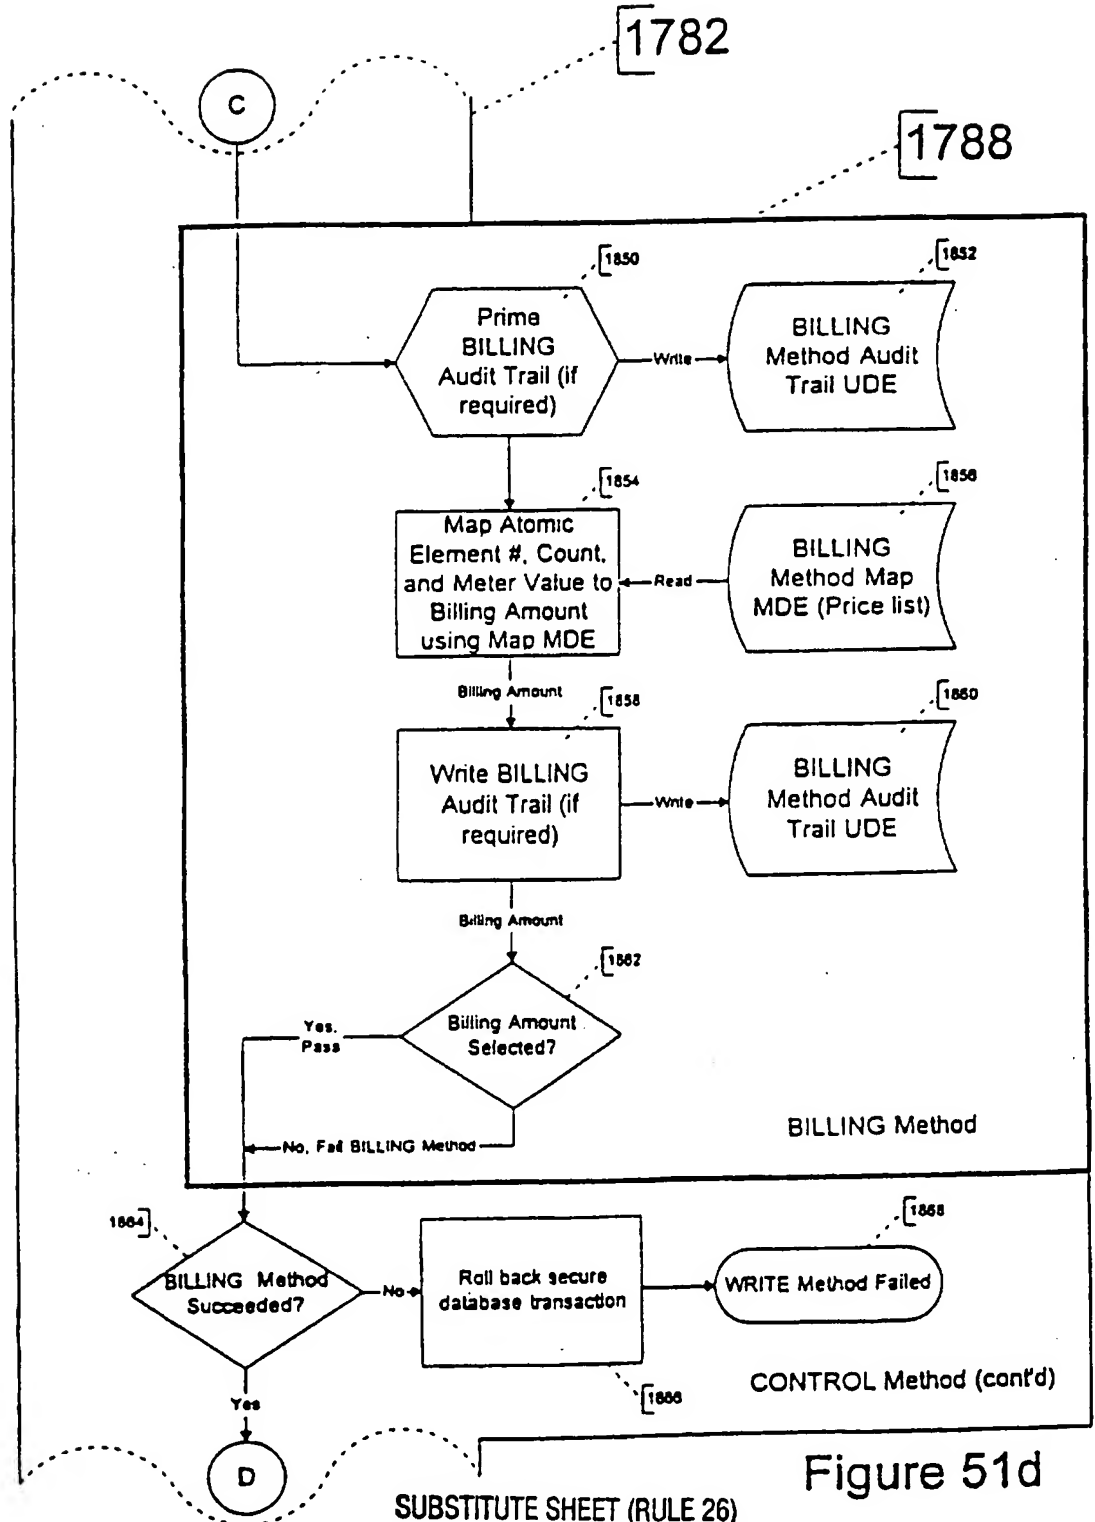 1782
C
1788
1850
Prime
BILLING
Audit Trail (if
required)
Write
1852
BILLING
Method Audit
Trail UDE
1854
Map Atomic
Element #, Count,
and Meter Value to
Billing Amount
using Map MDE
Read
1856
BILLING
Method Map
MDE (Price list)
Billing Amount
1858
Write BILLING
Audit Trail (if
required)
Write
1860
BILLING
Method Audit
Trail UDE
Billing Amount
1862
Billing Amount
Selected?
Yes,
Pass
No, Fail BILLING Method
BILLING Method
1864
BILLING Method
Succeeded?
No
Roll back secure
database transaction
1866
1868
WRITE Method Failed
Yes
CONTROL Method (cont'd)
D
Figure 51d
SUBSTITUTE SHEET (RULE 26)